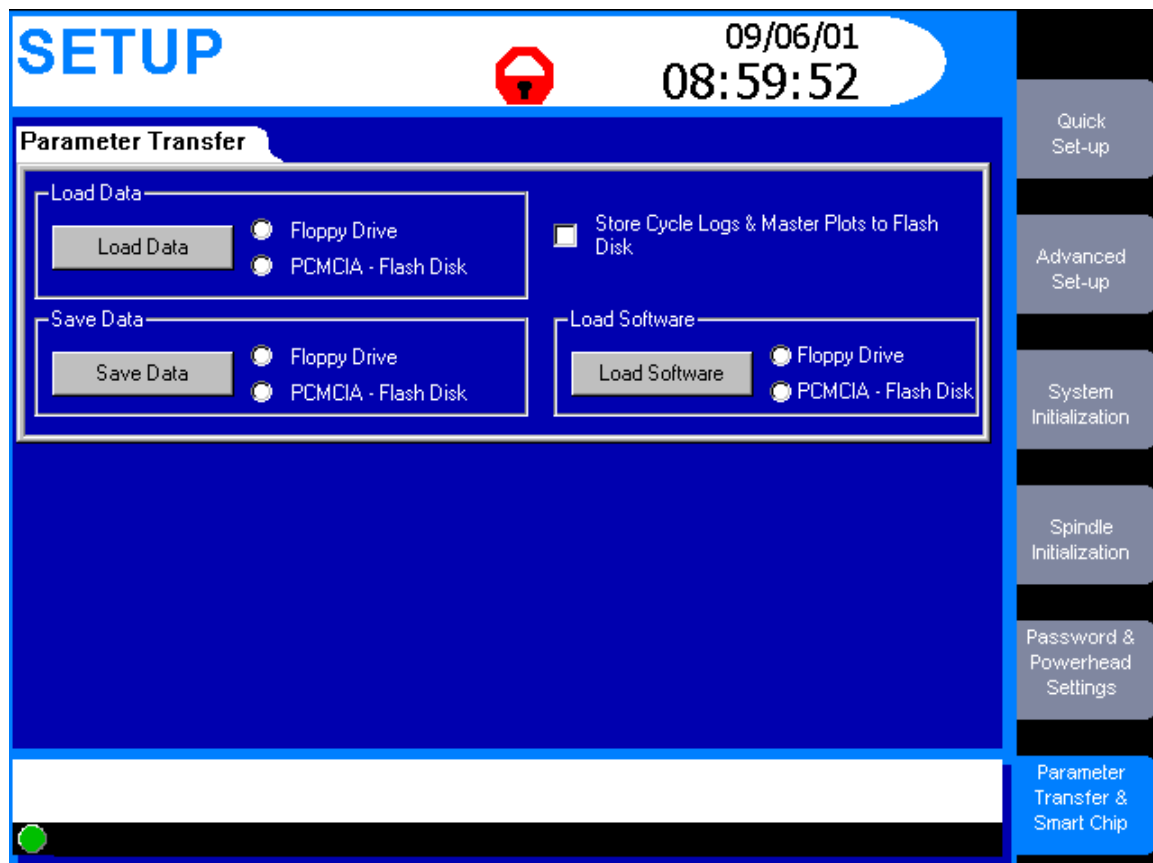 SETUP
09/06/01
08:59:52
Parameter Transfer
Load Data
Load Data
Floppy Drive
PCMCIA - Flash Disk
Store Cycle Logs & Master Plots to Flash
Disk
Save Data
Save Data
Floppy Drive
PCMCIA - Flash Disk
Load Software
Load Software
Floppy Drive
PCMCIA - Flash Disk
Quick
Set-up
Advanced
Set-up
System
Initialization
Spindle
Initialization
Password &
Powerhead
Settings
Parameter
Transfer &
Smart Chip